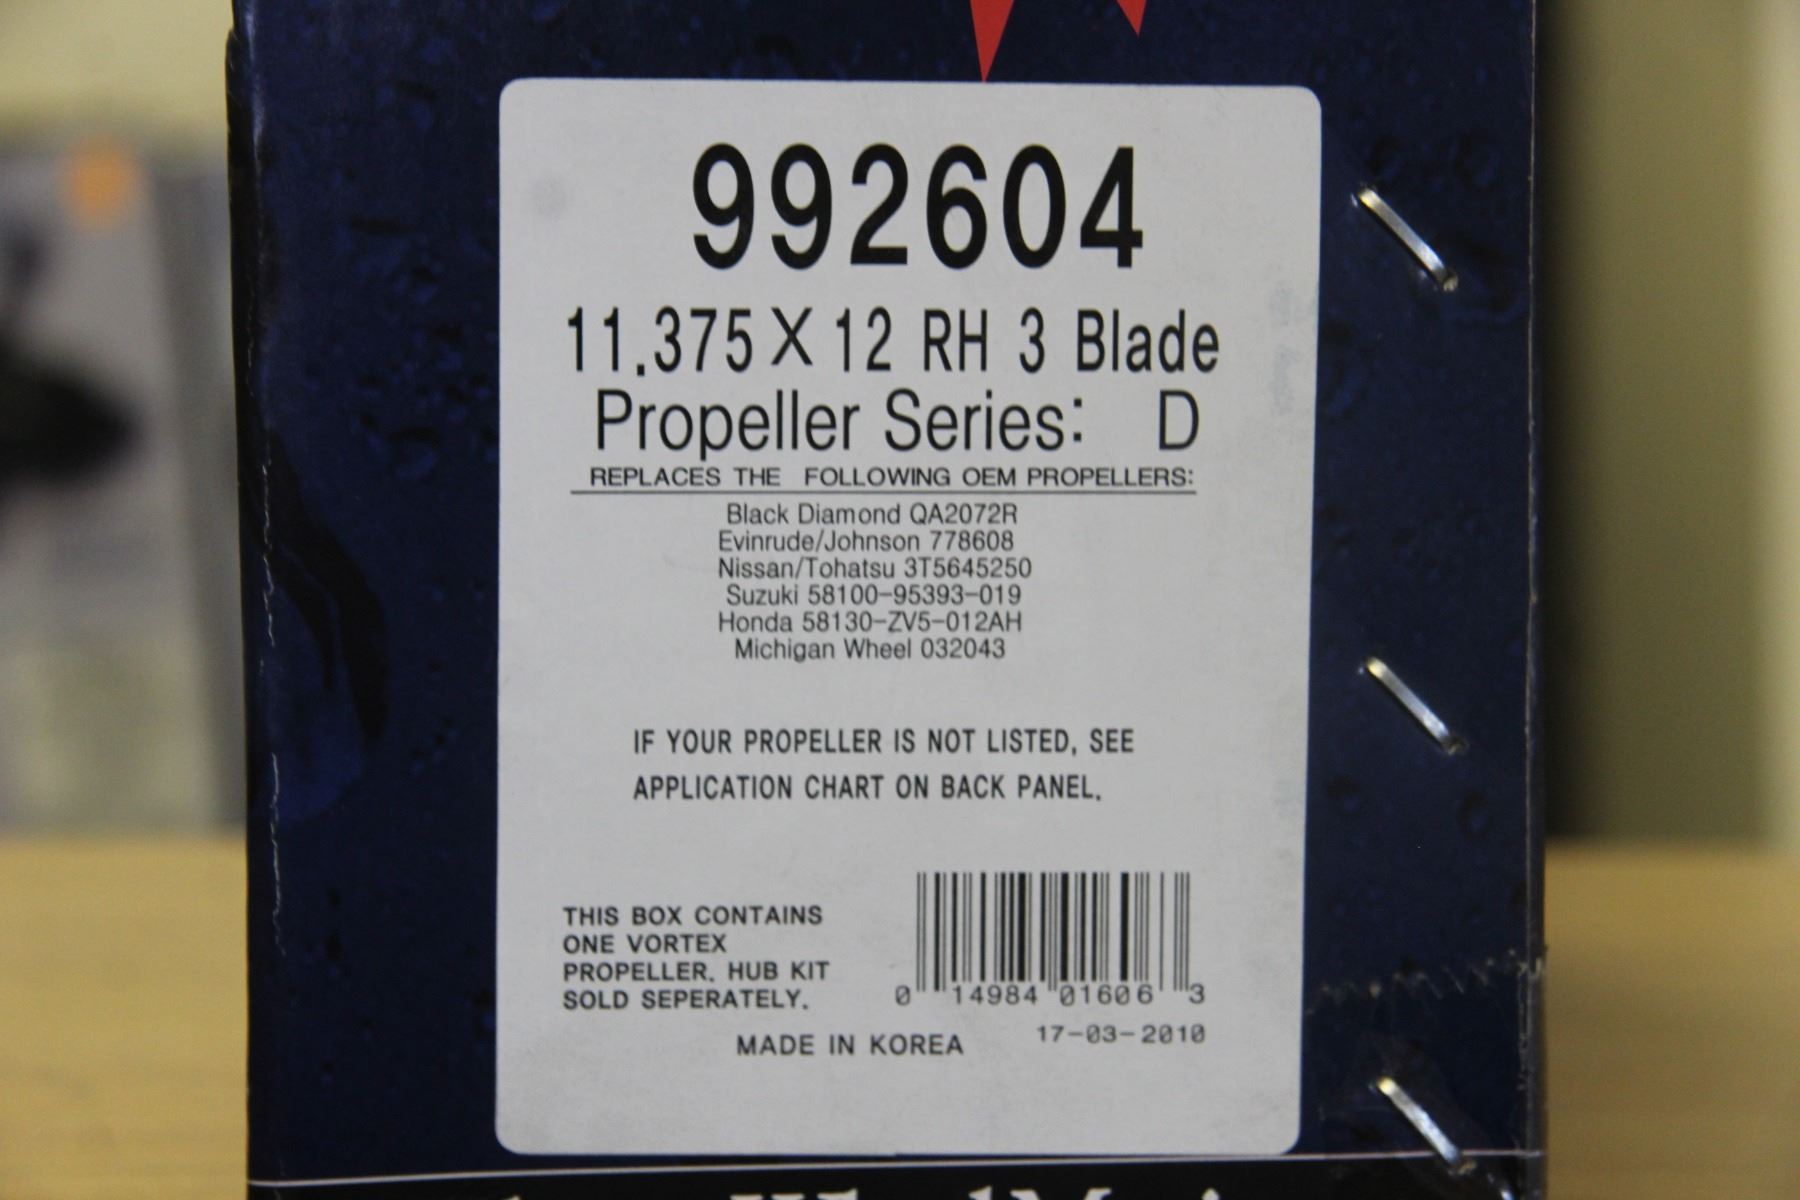 992604
11.375 X 12 RH 3 Blade
Propeller Series: D
REPLACES THE FOLLOWING OEM PROPELLERS:
Black Diamond QA2072R
Evinrude/Johnson 778608
Nissan/Tohatsu 3T5645250
Suzuki 58100-95393-019
Honda 58130-ZV5-012AH
Michigan Wheel 032043
IF YOUR PROPELLER IS NOT LISTED, SEE
APPLICATION CHART ON BACK PANEL.
THIS BOX CONTAINS
ONE VORTEX
PROPELLER. HUB KIT
SOLD SEPERATELY.
0 14984 01606 3
17-03-2010
MADE IN KOREA